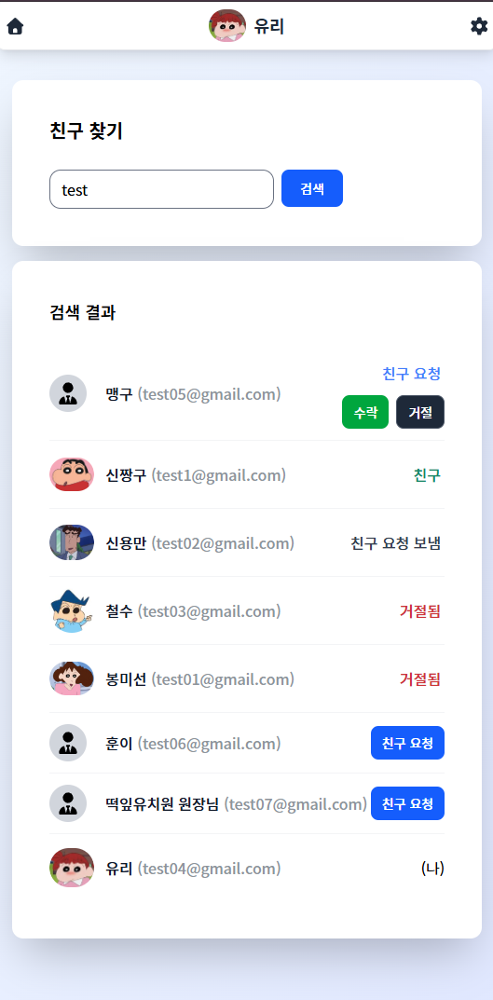 유리
친구 찾기
test
검색
검색 결과
맹구 (test05@gmail.com)
친구 요청
수락 거절
신짱구 (test1@gmail.com) 친구
신용만 (test02@gmail.com) 친구 요청 보냄
철수 (test03@gmail.com) 거절됨
봉미선 (test01@gmail.com) 거절됨
훈이 (test06@gmail.com) 친구 요청
떡잎유치원 원장님 (test07@gmail.com) 친구 요청
유리 (test04@gmail.com) (나)